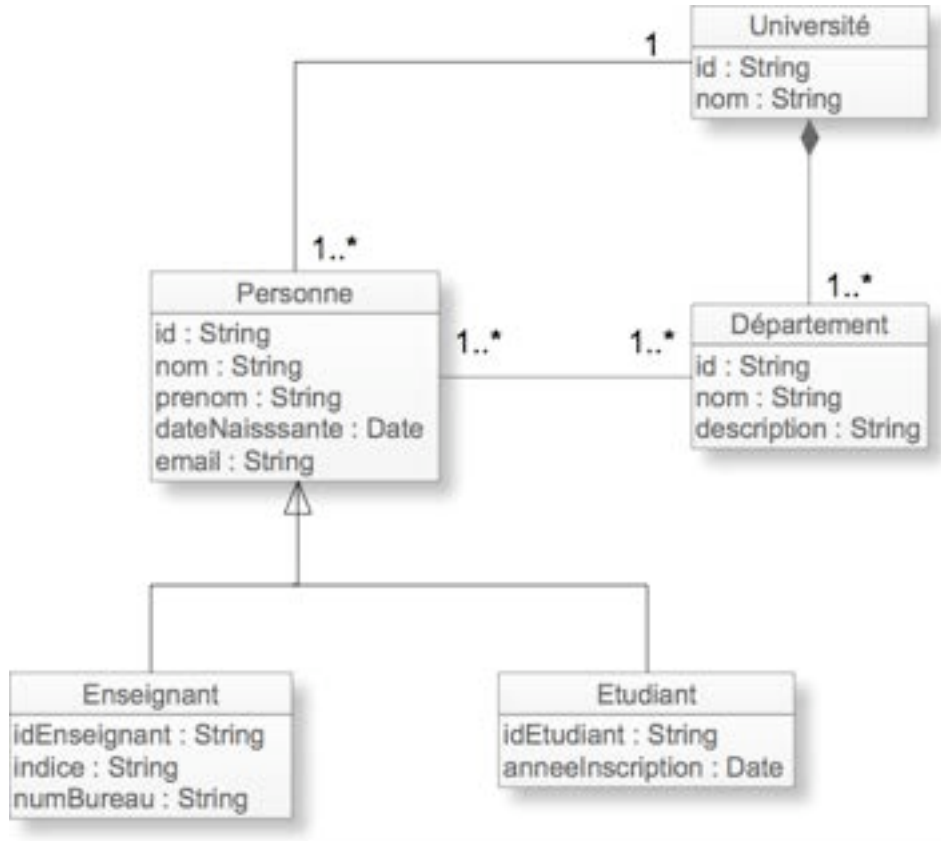 Université
id : String
nom : String
1
1..*
Personne
id : String
nom : String
prenom : String
dateNaisssante : Date
email : String
1..*
1..*
1..*
Département
id : String
nom : String
description : String
Enseignant
idEnseignant : String
indice : String
numBureau : String
Etudiant
idEtudiant : String
anneeInscription : Date